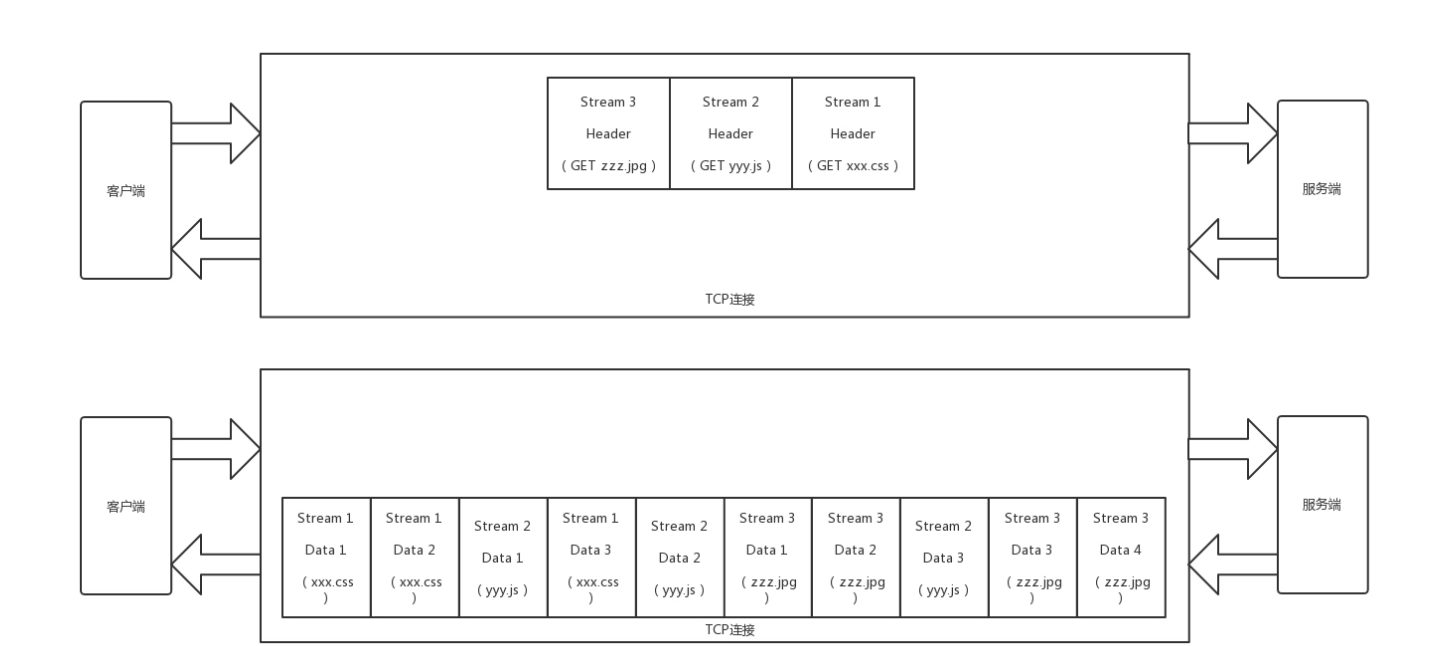 客户端
Stream 3
Header
( GET zzz.jpg )
Stream 2
Header
( GET yyy.js )
Stream 1
Header
( GET xxx.css )
服务端
TCP连接
客户端
Stream 1
Data 1
( xxx.css
)
Stream 1
Data 2
( xxx.css
)
Stream 2
Data 1
( yyy.js )
Stream 1
Data 3
( xxx.css
)
Stream 2
Data 2
( yyy.js )
Stream 3
Data 1
( zzz.jpg
)
Stream 3
Data 2
( zzz.jpg
)
Stream 2
Data 3
( yyy.js )
Stream 3
Data 3
( zzz.jpg
)
Stream 3
Data 4
( zzz.jpg
)
服务端
TCP连接